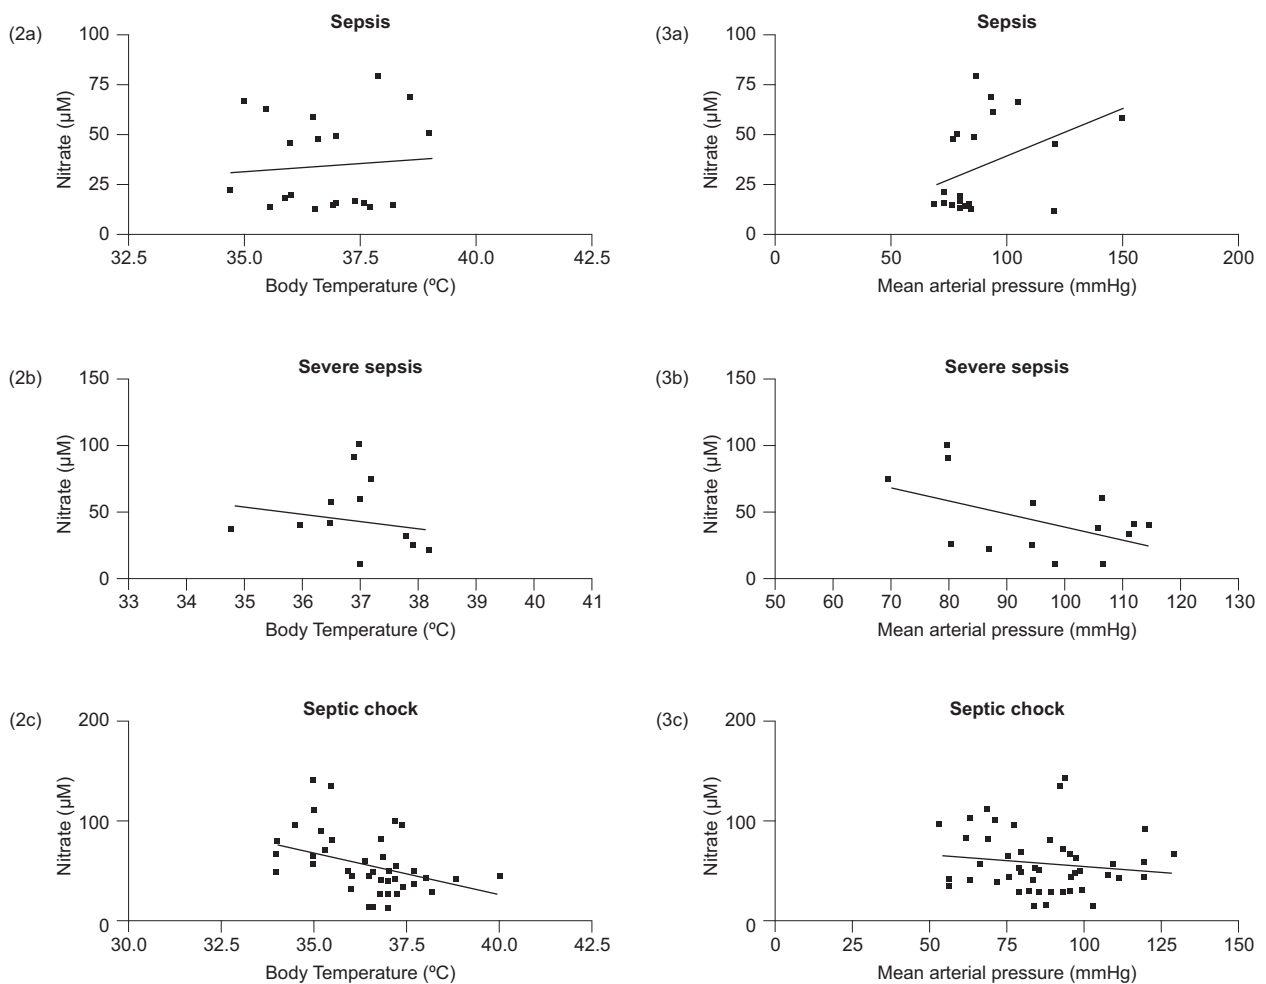 (2a)
Sepsis
100
75
50
25
0
Nitrate (µM)
32.5 35.0 37.5 40.0 42.5
Body Temperature (ºC)
(3a)
Sepsis
100
75
50
25
0
Nitrate (µM)
0 50 100 150 200
Mean arterial pressure (mmHg)
(2b)
Severe sepsis
150
100
50
0
Nitrate (µM)
33 34 35 36 37 38 39 40 41
Body Temperature (ºC)
(3b)
Severe sepsis
150
100
50
0
Nitrate (µM)
50 60 70 80 90 100 110 120 130
Mean arterial pressure (mmHg)
(2c)
Septic chock
200
100
0
Nitrate (µM)
30.0 32.5 35.0 37.5 40.0 42.5
Body Temperature (ºC)
(3c)
Septic chock
200
100
0
Nitrate (µM)
0 25 50 75 100 125 150
Mean arterial pressure (mmHg)